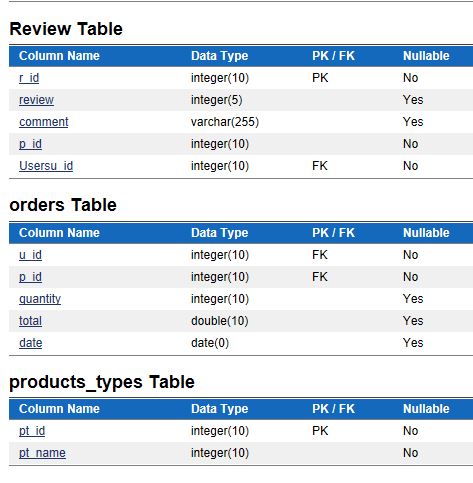 Review Table
Column Name Data Type PK / FK Nullable
r_id integer(10) PK No
review integer(5) Yes
comment varchar(255) Yes
p_id integer(10) No
Usersu_id integer(10) FK No
orders Table
Column Name Data Type PK / FK Nullable
u_id integer(10) FK No
p_id integer(10) FK No
quantity integer(10) Yes
total double(10) Yes
date date(0) Yes
products_types Table
Column Name Data Type PK / FK Nullable
pt_id integer(10) PK No
pt_name integer(10) No